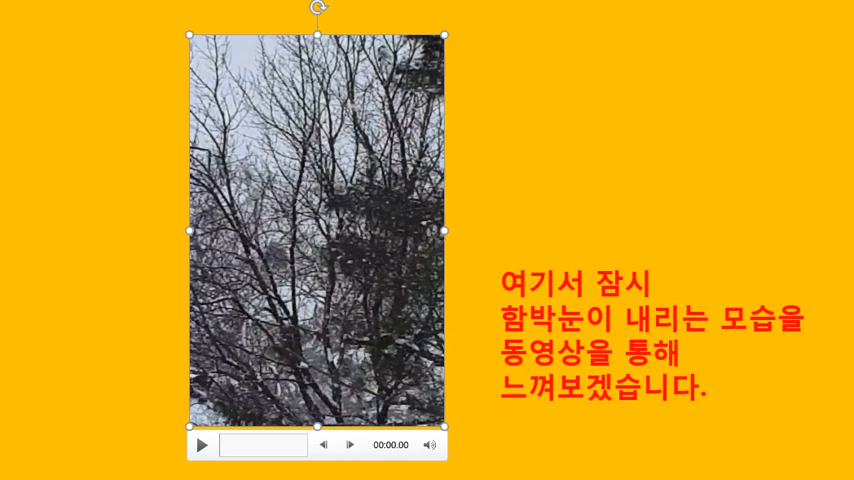 여기서 잠시
함박눈이 내리는 모습을
동영상을 통해
느껴보겠습니다.
00:00.00